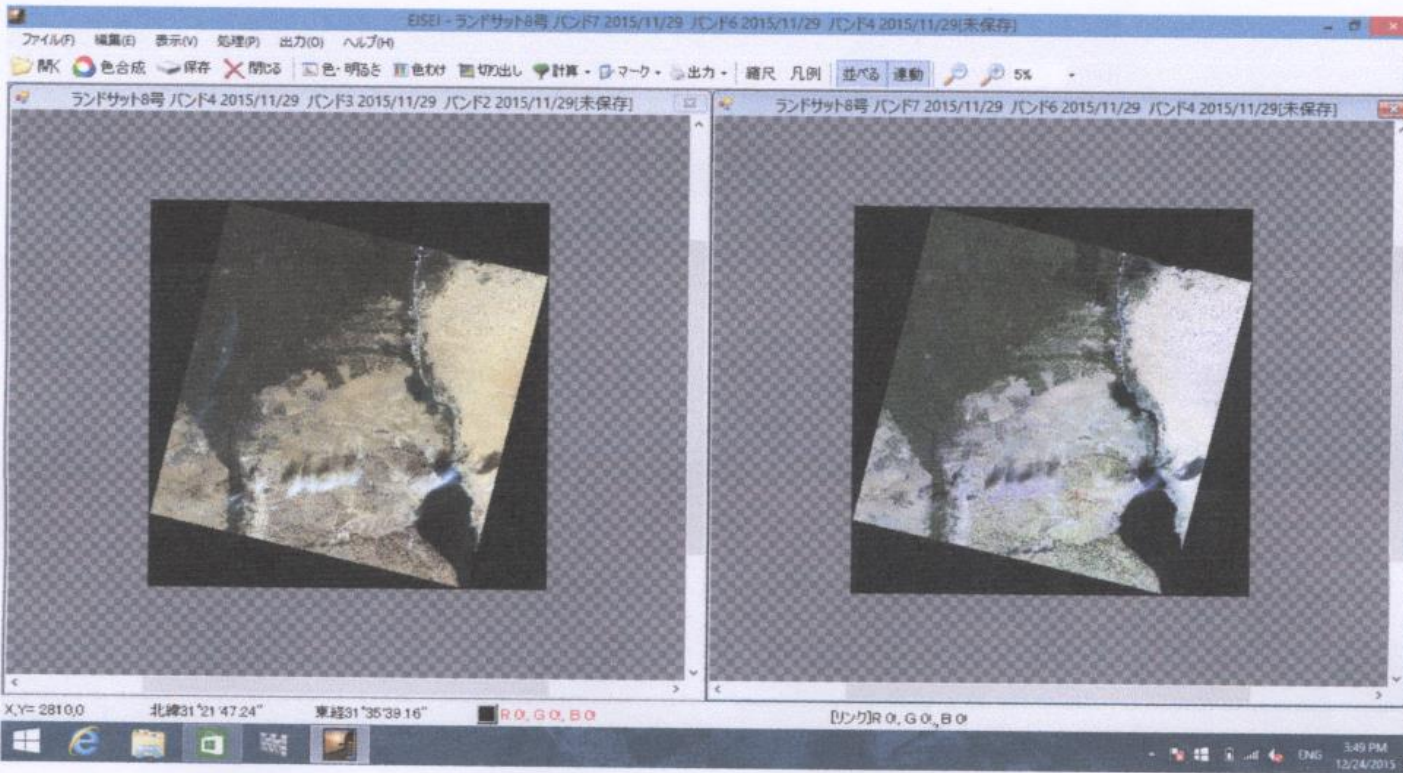 EISEI - ランドサット8号 バンド7 2015/11/29 バンド6 2015/11/29 バンド4 2015/11/29[未保存]
ファイル(F) 編集(E) 表示(V) 処理(P) 出力(O) ヘルプ(H)
開く 色合成 保存 閉じる 色・明るさ 色わけ 切り出し 計算 マーク 出力 縮尺 凡例 並べる 連動 5%
ランドサット8号 バンド4 2015/11/29 バンド3 2015/11/29 バンド2 2015/11/29[未保存]
ランドサット8号 バンド7 2015/11/29 バンド6 2015/11/29 バンド4 2015/11/29[未保存]
X,Y= 2810,0 北緯31°21'47.24" 東経31°35'39.16" R 0!, G 0!, B 0! [リンク]R 0!, G 0!, B 0!
ENG 3:49 PM
12/24/2015